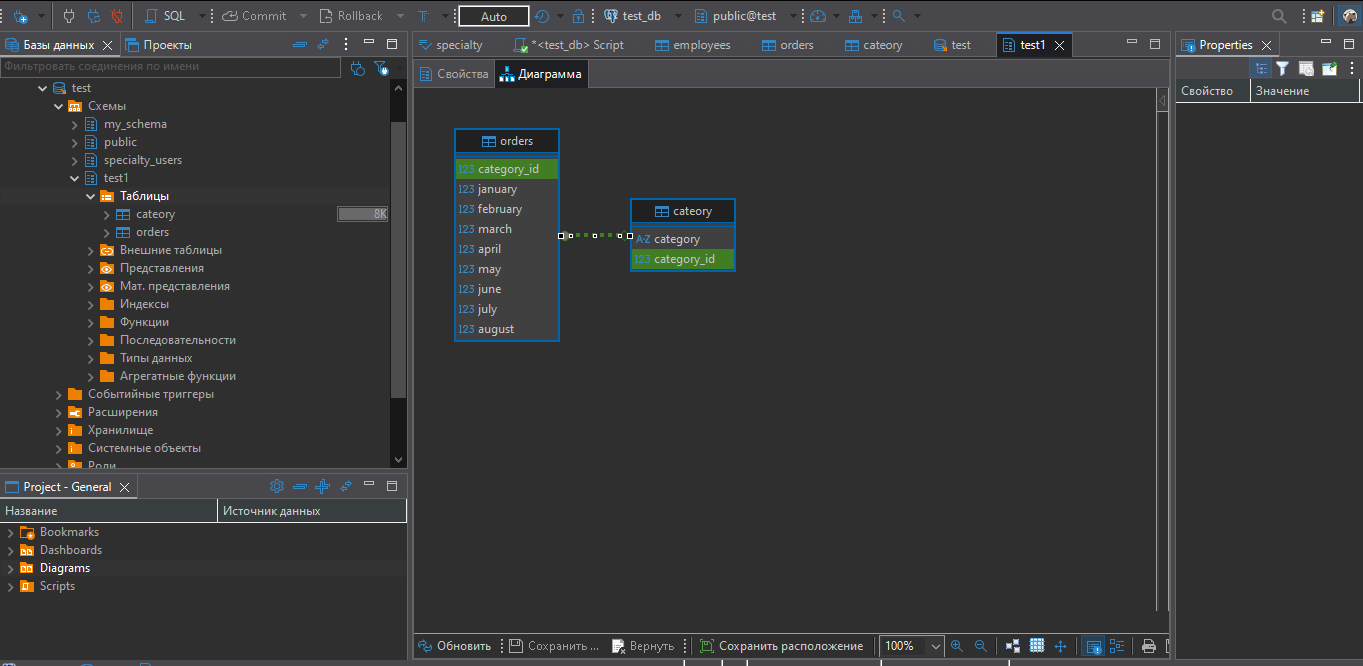 SQL Commit Rollback T Auto test_db public@test
Базы данных Проекты
Фильтровать соединения по имени
test
Схемы
my_schema
public
specialty_users
test1
Таблицы
cateory 8K
orders
Внешние таблицы
Представления
Мат. представления
Индексы
Функции
Последовательности
Типы данных
Агрегатные функции
Событийные триггеры
Расширения
Хранилище
Системные объекты
Роли
Project - General
Название Источник данных
Bookmarks
Dashboards
Diagrams
Scripts
specialty *<test_db> Script employees orders cateory test test1
Свойства Диаграмма
orders
123 category_id
123 january
123 february
123 march
123 april
123 may
123 june
123 july
123 august
cateory
A-Z category
123 category_id
Обновить Сохранить ... Вернуть Сохранить расположение 100%
Properties
Свойство Значение